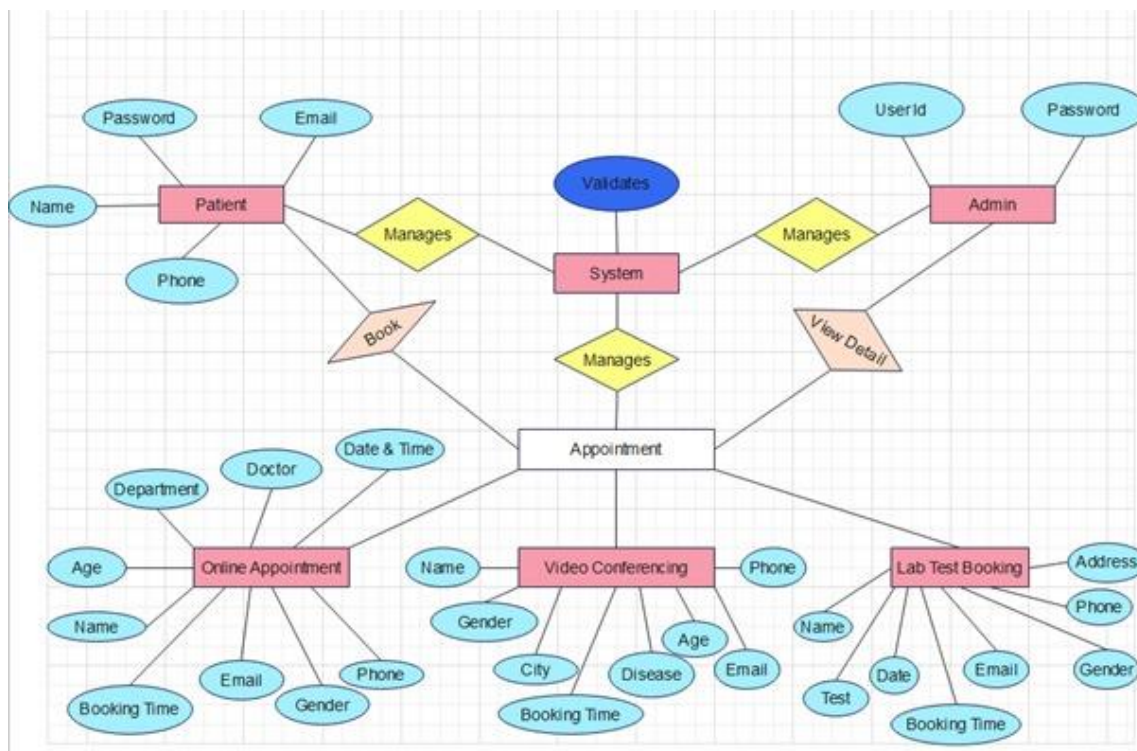 UserId
Password
Password
Email
Validates
Name
Patient
Admin
Manages
Manages
System
Phone
Book
View Detail
Manages
Appointment
Date & Time
Doctor
Department
Age
Online Appointment
Name
Video Conferencing
Phone
Lab Test Booking
Address
Phone
Name
Gender
Name
Age
Email
Phone
City
Disease
Email
Date
Email
Gender
Booking Time
Gender
Booking Time
Test
Booking Time